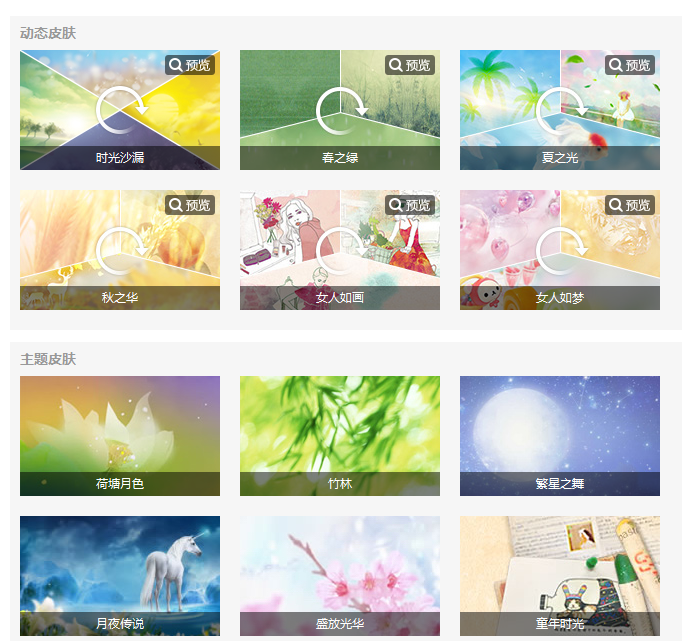 动态皮肤
预览
预览
预览
时光沙漏
春之绿
夏之光
预览
预览
预览
秋之华
女人如画
女人如梦
主题皮肤
荷塘月色
竹林
繁星之舞
月夜传说
盛放光华
童年时光